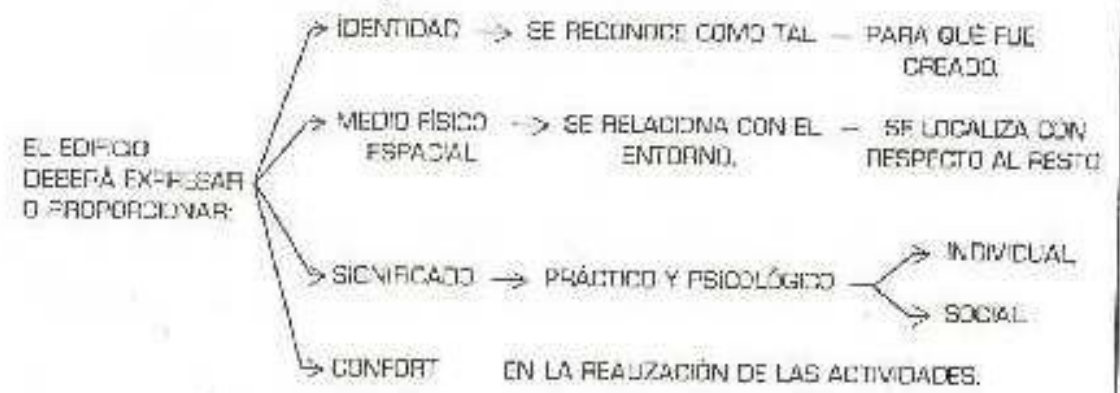 IDENTIDAD → SE RECONOCE COMO TAL – PARA QUÉ FUE
CREADO.
MEDIO FÍSICO → SE RELACIONA CON EL – SE LOCALIZA CON
ESPACIAL ENTORNO. RESPECTO AL RESTO
EL EDIFICIO
DEBERÁ EXPRESAR
O PROPORCIONAR:
SIGNIFICADO → PRÁCTICO Y PSICOLÓGICO
INDIVIDUAL
SOCIAL
CONFORT EN LA REALIZACIÓN DE LAS ACTIVIDADES.